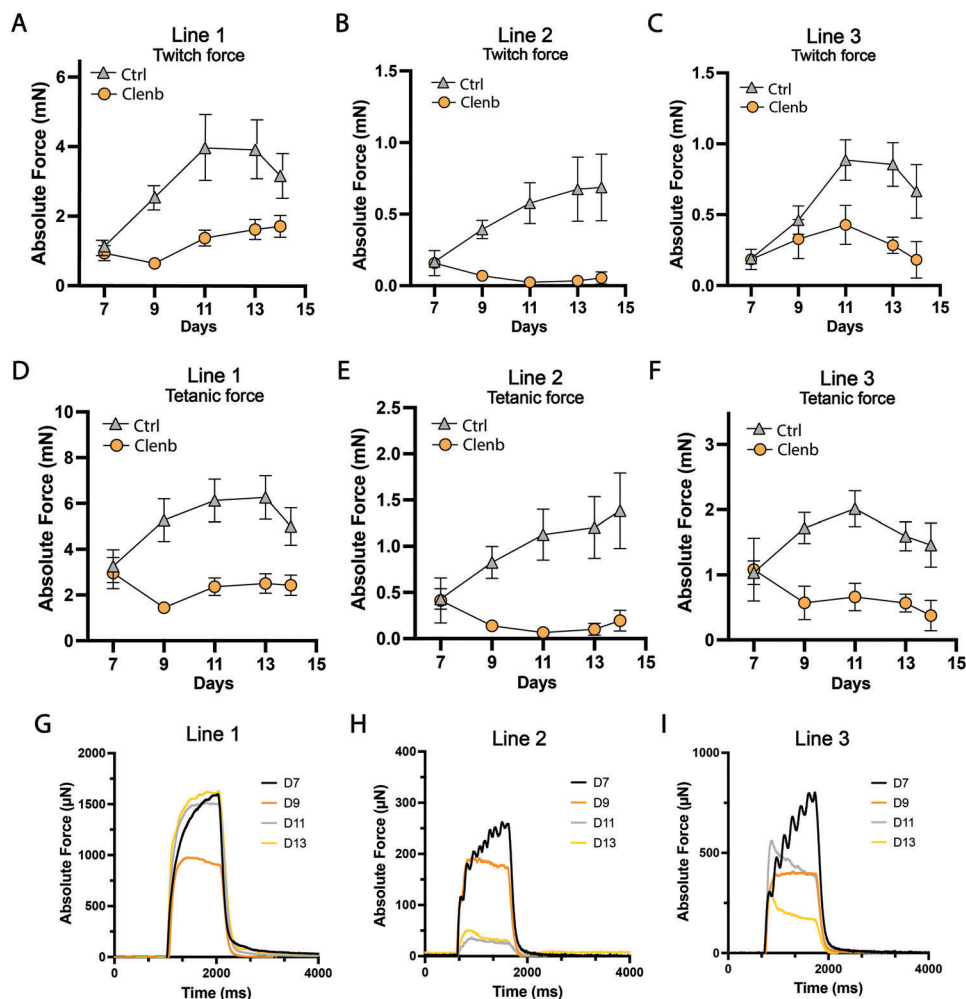 A
Line 1
Twitch force
Absolute Force (mN)
6
4
2
0
Ctrl
Clenb
7
9
11
13
15
Days
B
Line 2
Twitch force
Absolute Force (mN)
1.5
1.0
0.5
0.0
Ctrl
Clenb
7
9
11
13
15
Days
C
Line 3
Twitch force
Absolute Force (mN)
1.5
1.0
0.5
0.0
Ctrl
Clenb
7
9
11
13
15
Days
D
Line 1
Tetanic force
Absolute Force (mN)
10
8
6
4
2
0
Ctrl
Clenb
7
9
11
13
15
Days
E
Line 2
Tetanic force
Absolute Force (mN)
2.5
2.0
1.5
1.0
0.5
0.0
Ctrl
Clenb
7
9
11
13
15
Days
F
Line 3
Tetanic force
Absolute Force (mN)
3
2
1
0
Ctrl
Clenb
7
9
11
13
15
Days
G
Line 1
Absolute Force (µN)
2000
1500
1000
500
0
D7
D9
D11
D13
0
2000
4000
Time (ms)
H
Line 2
Absolute Force (µN)
400
300
200
100
0
D7
D9
D11
D13
0
2000
4000
Time (ms)
I
Line 3
Absolute Force (µN)
1000
500
0
D7
D9
D11
D13
0
2000
4000
Time (ms)